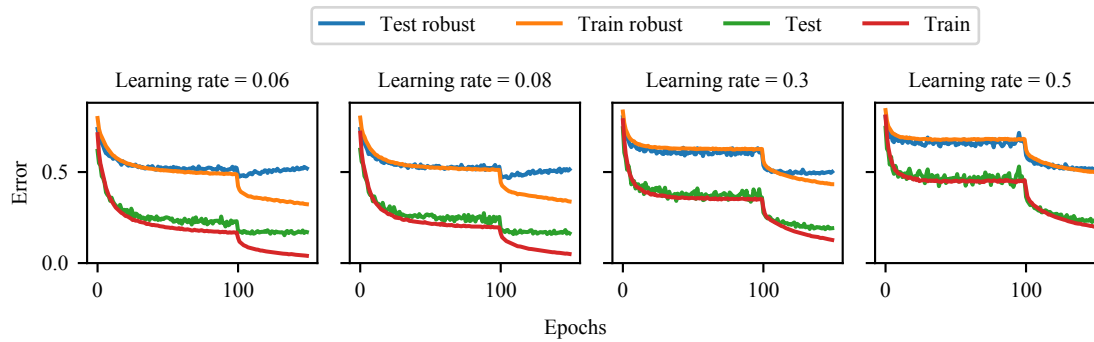 Test robust Train robust Test Train
Learning rate = 0.06 Learning rate = 0.08 Learning rate = 0.3 Learning rate = 0.5
Error
0.5
0.0
0 100 0 100 0 100 0 100
Epochs